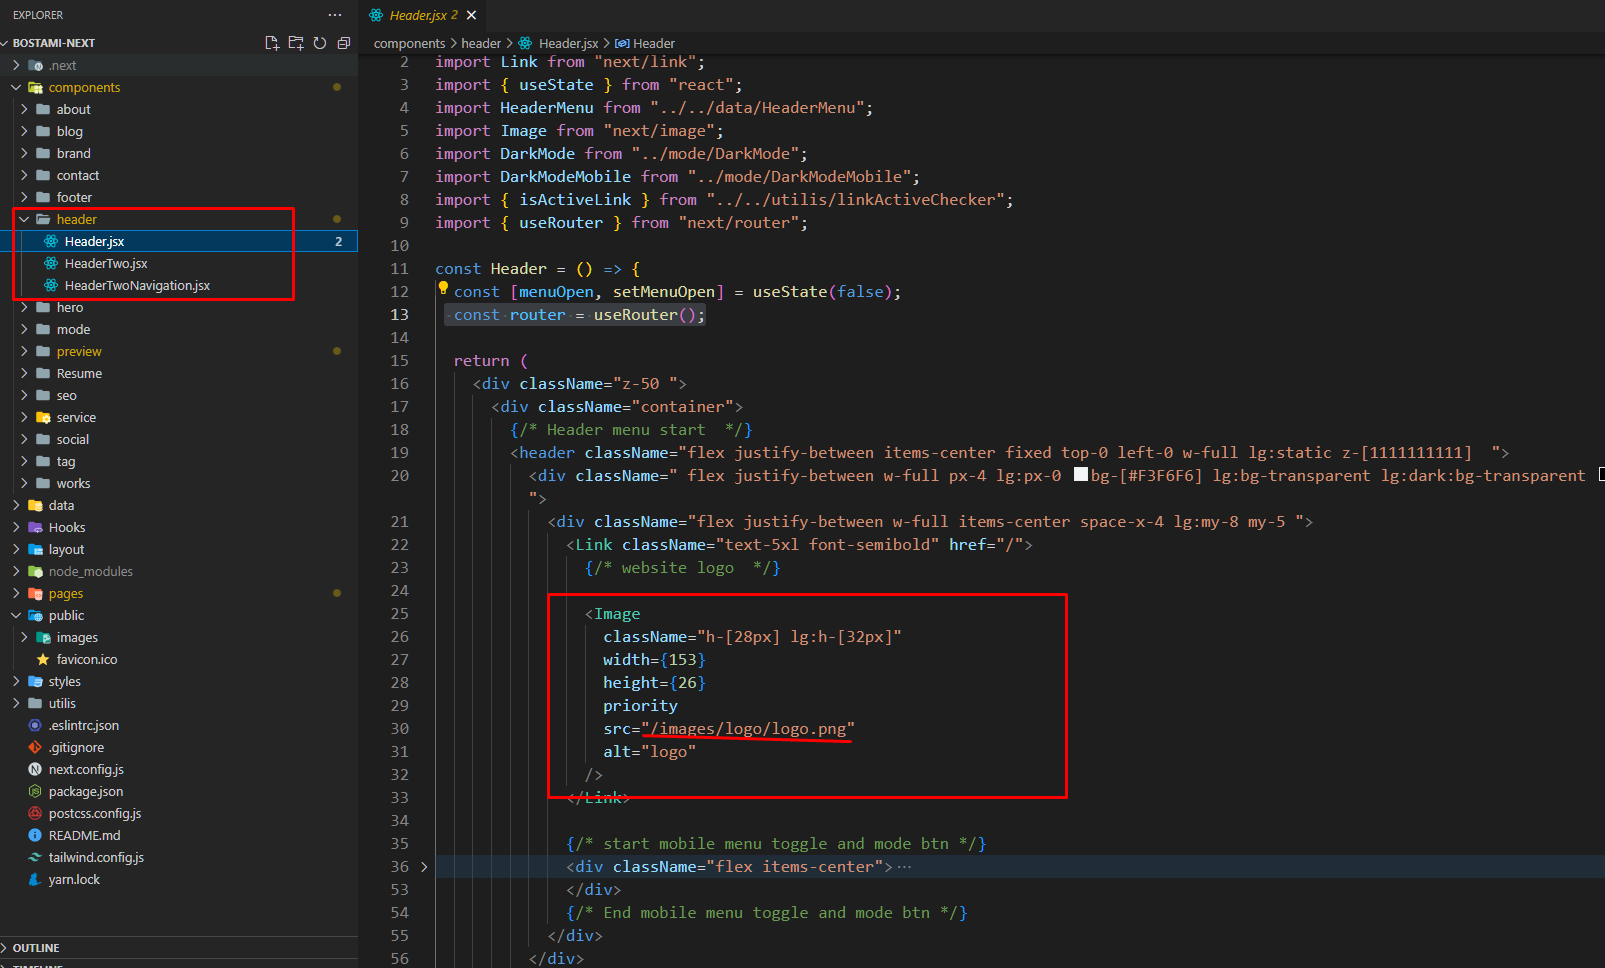 EXPLORER
BOSTAMI-NEXT
.next
components
about
blog
brand
contact
footer
header
Header.jsx 2
HeaderTwo.jsx
HeaderTwoNavigation.jsx
hero
mode
preview
Resume
seo
service
social
tag
works
data
Hooks
layout
node_modules
pages
public
images
favicon.ico
styles
utilis
.eslintrc.json
.gitignore
next.config.js
package.json
postcss.config.js
README.md
tailwind.config.js
yarn.lock
OUTLINE
TIMELINE
Header.jsx 2
components > header > Header.jsx > Header
2 import Link from "next/link";
3 import { useState } from "react";
4 import HeaderMenu from "../../data/HeaderMenu";
5 import Image from "next/image";
6 import DarkMode from "../mode/DarkMode";
7 import DarkModeMobile from "../mode/DarkModeMobile";
8 import { isActiveLink } from "../../utilis/linkActiveChecker";
9 import { useRouter } from "next/router";
10
11 const Header = () => {
12 const [menuOpen, setMenuOpen] = useState(false);
13 const router = useRouter();
14
15 return (
16 <div className="z-50 ">
17 <div className="container">
18 {/* Header menu start  */}
19 <header className="flex justify-between items-center fixed top-0 left-0 w-full lg:static z-[1111111111]  ">
20 <div className=" flex justify-between w-full px-4 lg:px-0 bg-[#F3F6F6] lg:bg-transparent lg:dark:bg-transparent
">
21 <div className="flex justify-between w-full items-center space-x-4 lg:my-8 my-5 ">
22 <Link className="text-5xl font-semibold" href="/">
23 {/* website logo  */}
24
25 <Image
26 className="h-[28px] lg:h-[32px]"
27 width={153}
28 height={26}
29 priority
30 src="/images/logo/logo.png"
31 alt="logo"
32 />
33 </Link>
34
35 {/* start mobile menu toggle and mode btn */}
36 <div className="flex items-center">···
53 </div>
54 {/* End mobile menu toggle and mode btn */}
55 </div>
56 </div>